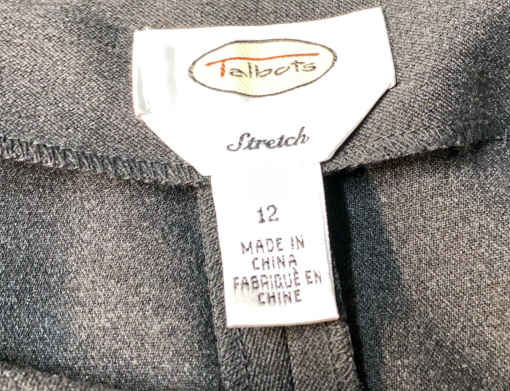 Talbots
Stretch
12
MADE IN
CHINA
FABRIQUÉ EN
CHINE